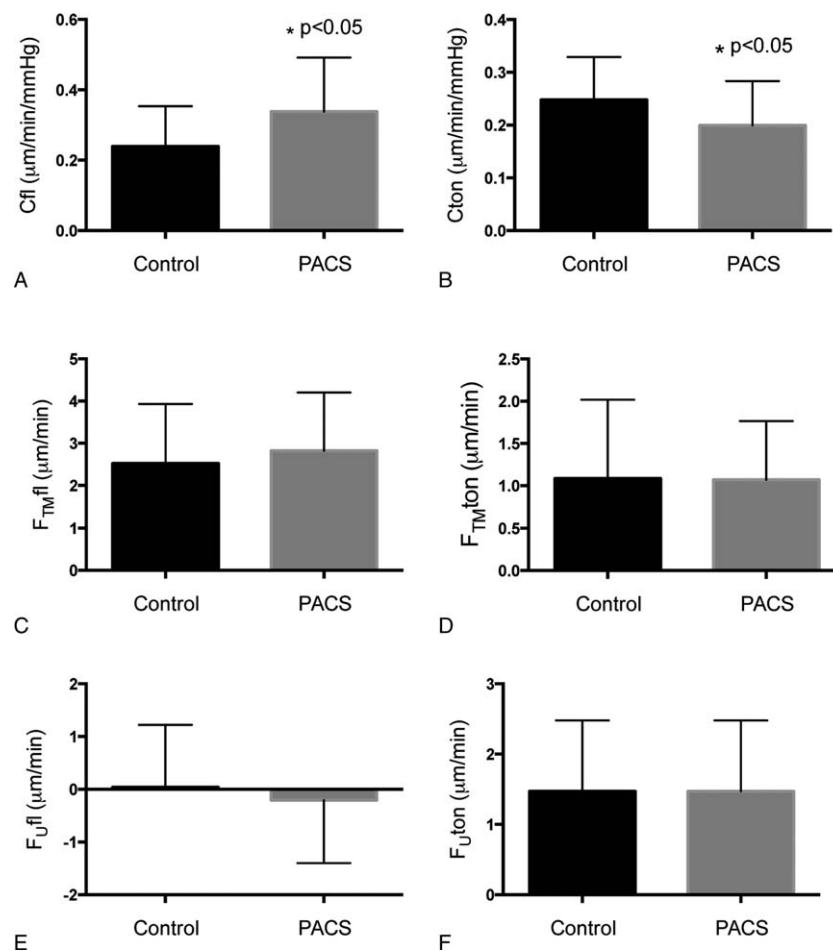 0.6
0.4
0.2
0.0
Cfl (μm/min/mmHg)
* p<0.05
Control PACS
A
0.4
0.3
0.2
0.1
0.0
Cton (μm/min/mmHg)
* p<0.05
Control PACS
B
5
4
3
2
1
0
FTMfl (μm/min)
Control PACS
C
2.5
2.0
1.5
1.0
0.5
0.0
FTMton (μm/min)
Control PACS
D
2
1
0
-1
-2
FUfl (μm/min)
Control PACS
E
3
2
1
0
FUton (μm/min)
Control PACS
F